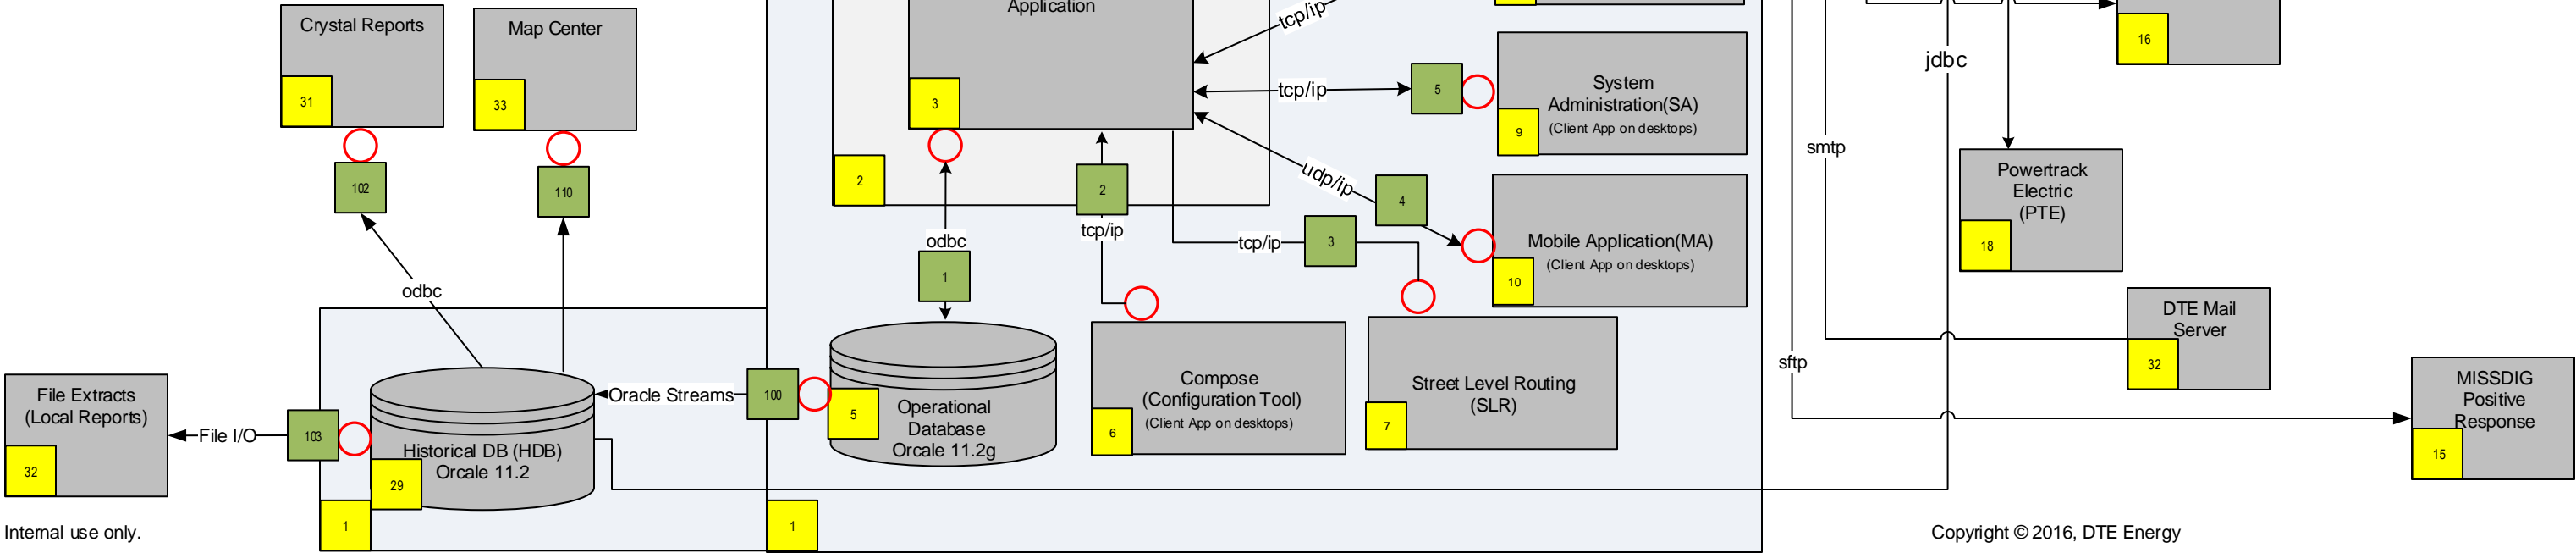 Crystal Reports
31
Map Center
33
102
110
odbc
File Extracts
(Local Reports)
32
File I/O
103
Historical DB (HDB)
Orcale 11.2
29
1
Oracle Streams
100
1
Application
3
2
odbc
1
2
tcp/ip
Operational
Database
Orcale 11.2g
5
Compose
(Configuration Tool)
(Client App on desktops)
6
tcp/ip
tcp/ip
5
System
Administration(SA)
(Client App on desktops)
9
udp/ip
4
tcp/ip
3
Mobile Application(MA)
(Client App on desktops)
10
Street Level Routing
(SLR)
7
16
jdbc
smtp
sftp
Powertrack
Electric
(PTE)
18
DTE Mail
Server
32
MISSDIG
Positive
Response
15
Internal use only.
Copyright © 2016, DTE Energy